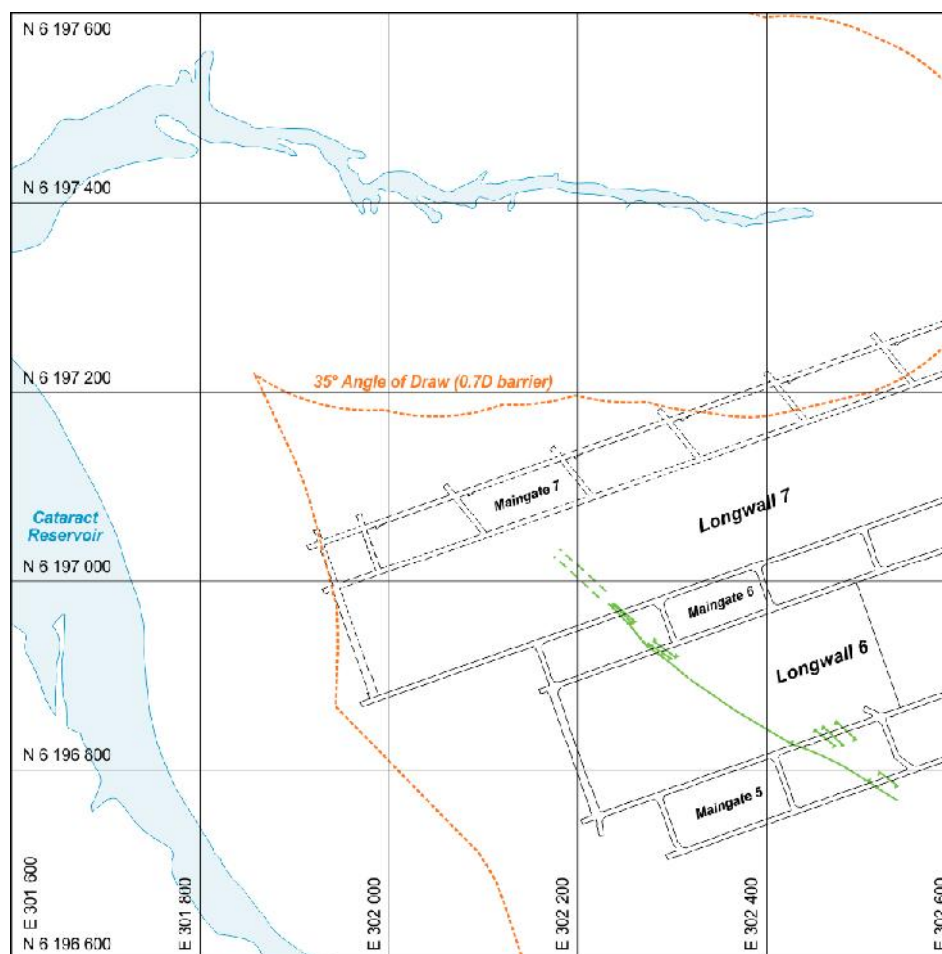 N 6 197 600
N 6 197 400
N 6 197 200
35° Angle of Draw (0.7D barrier)
Maingate 7
Longwall 7
Cataract
Reservoir
N 6 197 000
Maingate 6
Longwall 6
N 6 196 800
Maingate 5
E 301 600
E 301 800
E 302 000
E 302 200
E 302 400
E 302 600
N 6 196 600